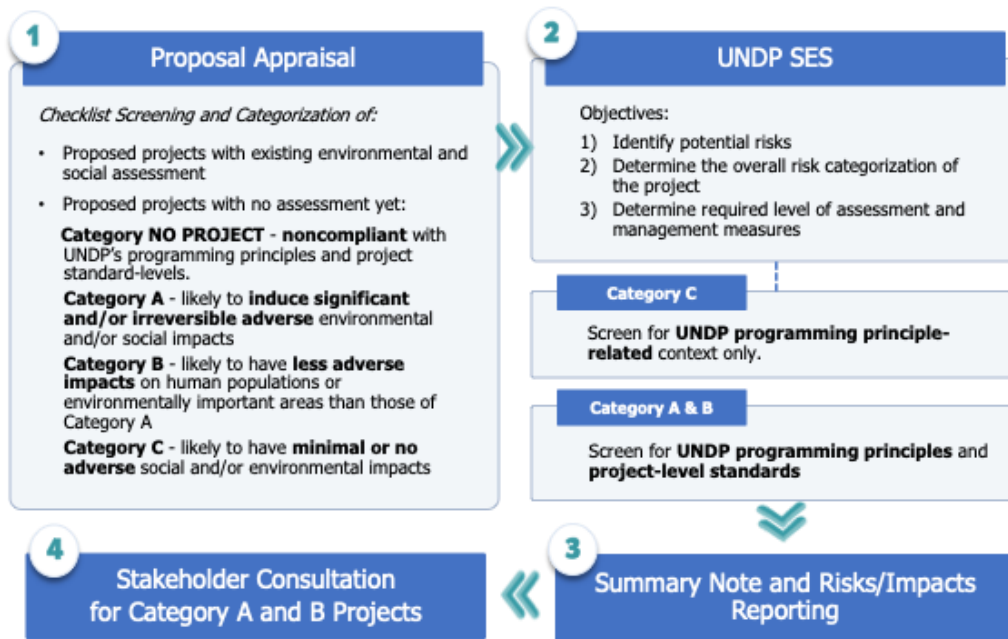 1
Proposal Appraisal
Checklist Screening and Categorization of:
• Proposed projects with existing environmental and
social assessment
• Proposed projects with no assessment yet:
Category NO PROJECT - noncompliant with
UNDP's programming principles and project
standard-levels.
Category A - likely to induce significant
and/or irreversible adverse environmental
and/or social impacts
Category B - likely to have less adverse
impacts on human populations or
environmentally important areas than those of
Category A
Category C - likely to have minimal or no
adverse social and/or environmental impacts
2
UNDP SES
Objectives:
1) Identify potential risks
2) Determine the overall risk categorization of
the project
3) Determine required level of assessment and
management measures
Category C
Screen for UNDP programming principle-
related context only.
Category A & B
Screen for UNDP programming principles and
project-level standards
3
Summary Note and Risks/Impacts
Reporting
4
Stakeholder Consultation
for Category A and B Projects